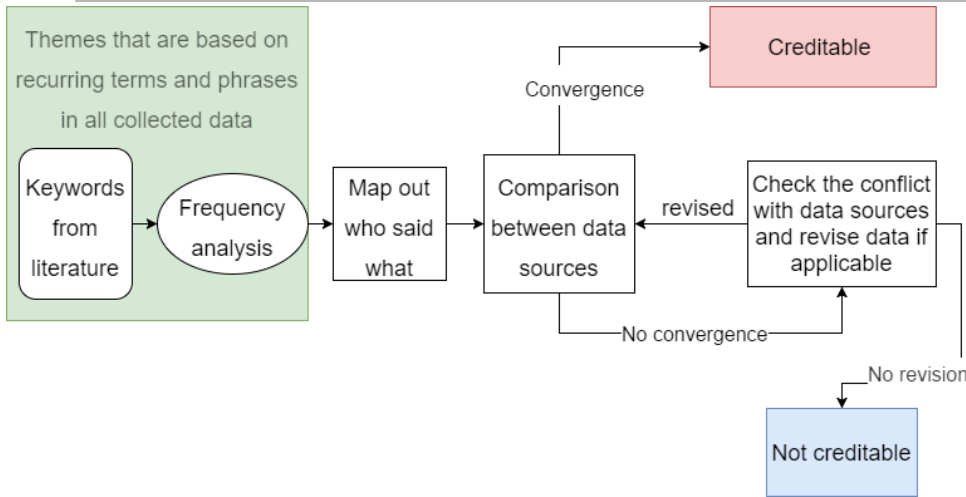 Themes that are based on
recurring terms and phrases
in all collected data
Keywords
from
literature
Frequency
analysis
Map out
who said
what
Comparison
between data
sources
Convergence
Creditable
revised
Check the conflict
with data sources
and revise data if
applicable
No convergence
No revision
Not creditable